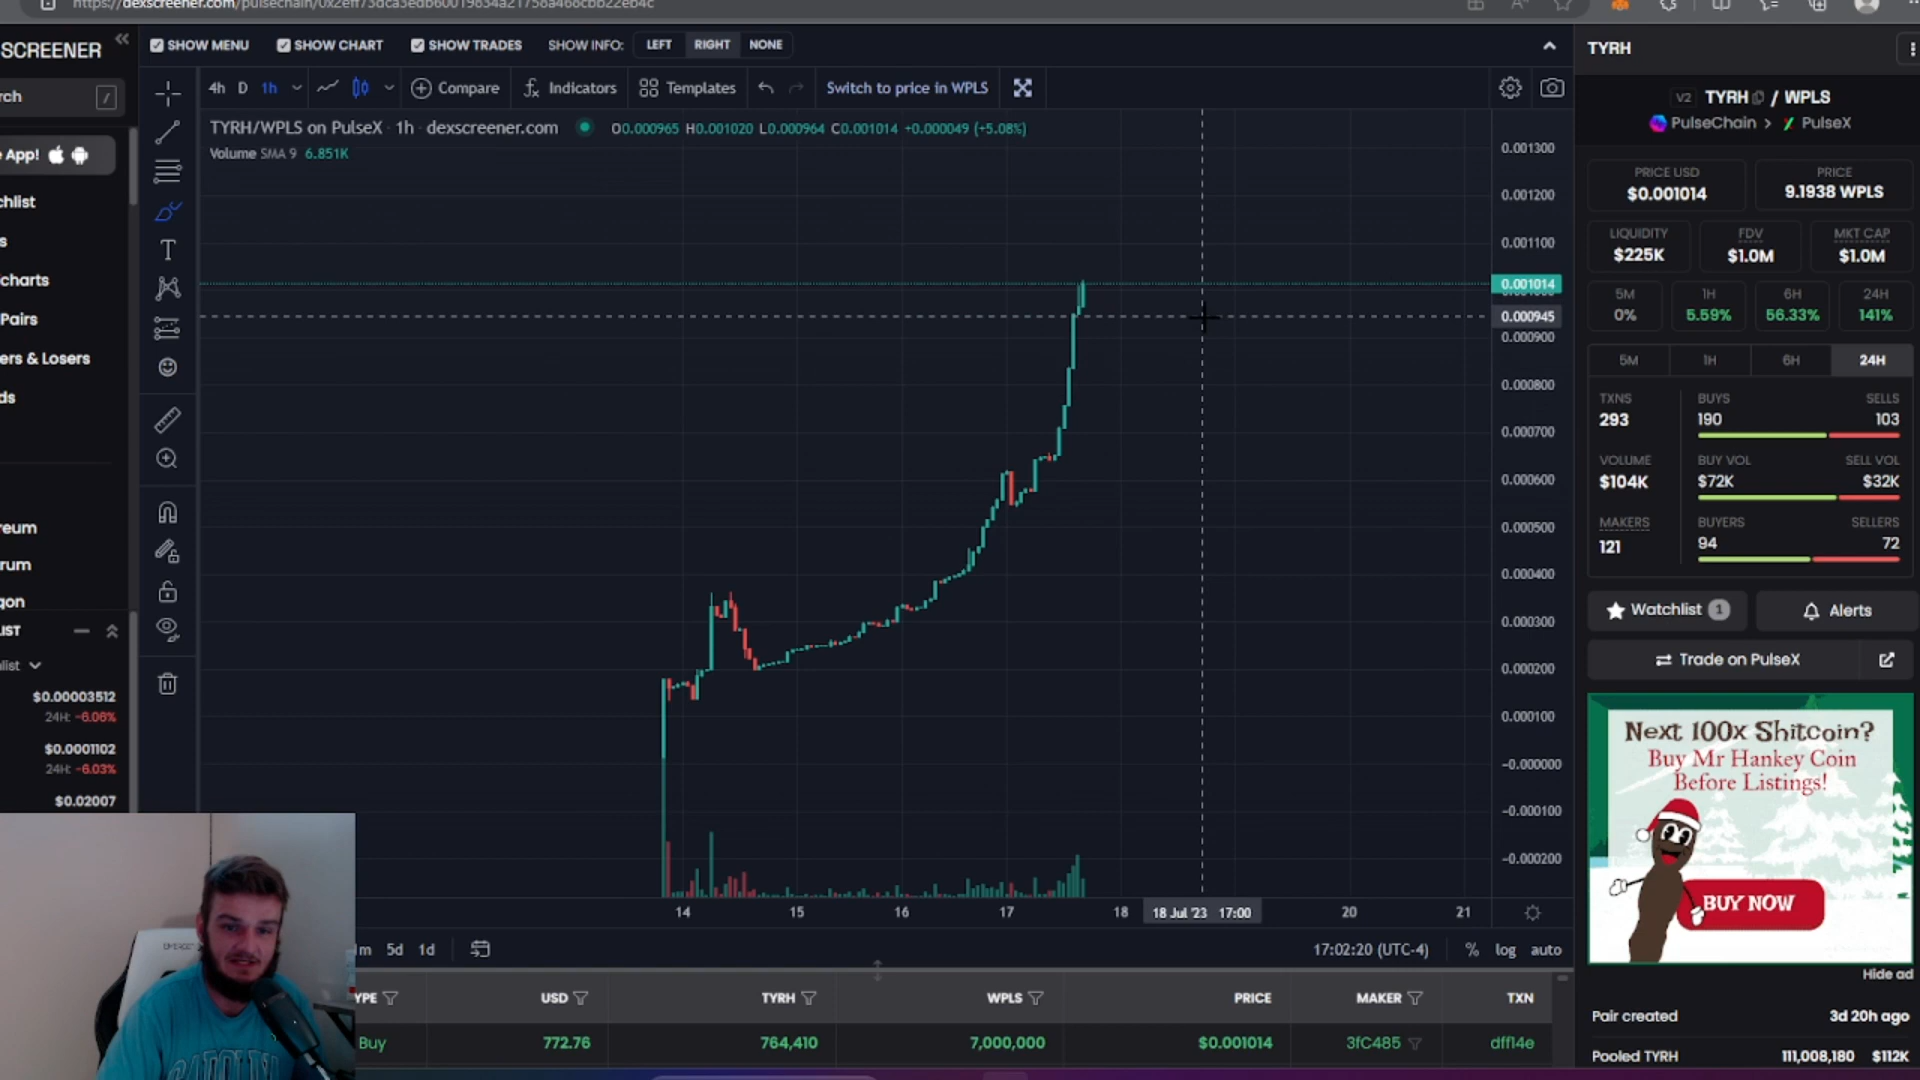 https://dexscreener.com/pulsechain/0x2eff73dca3edb60019834a21758a468cbb22eb4c
SCREENER
SHOW MENU
SHOW CHART
SHOW TRADES
SHOW INFO:
LEFT
RIGHT
NONE
rch
/
4h D 1h
Compare
Indicators
Templates
Switch to price in WPLS
TYRH/WPLS on PulseX · 1h · dexscreener.com
O0.000965 H0.001020 L0.000964 C0.001014 +0.000049 (+5.08%)
Volume SMA 9 6.851K
e App!
hlist
s
charts
Pairs
ers & Losers
ds
reum
rum
gon
IST
list
$0.00003512
24H: -6.06%
$0.0001102
24H: -6.03%
$0.02007
0.001300
0.001200
0.001100
0.001014
0.000945
0.000900
0.000800
0.000700
0.000600
0.000500
0.000400
0.000300
0.000200
0.000100
-0.000000
-0.000100
-0.000200
14
15
16
17
18
18 Jul '23 17:00
20
21
1m
5d
1d
17:02:20 (UTC-4)
%
log
auto
YPE
USD
TYRH
WPLS
PRICE
MAKER
TXN
Buy
772.76
764,410
7,000,000
$0.001014
3fC485
dff14e
TYRH
V2 TYRH / WPLS
PulseChain > PulseX
PRICE USD
$0.001014
PRICE
9.1938 WPLS
LIQUIDITY
$225K
FDV
$1.0M
MKT CAP
$1.0M
5M
0%
1H
5.59%
6H
56.33%
24H
141%
5M
1H
6H
24H
TXNS
293
BUYS
190
SELLS
103
VOLUME
$104K
BUY VOL
$72K
SELL VOL
$32K
MAKERS
121
BUYERS
94
SELLERS
72
Watchlist 1
Alerts
Trade on PulseX
Next 100x Shitcoin?
Buy Mr Hankey Coin
Before Listings!
BUY NOW
Hide ad
Pair created
3d 20h ago
Pooled TYRH
111,008,180 $112K